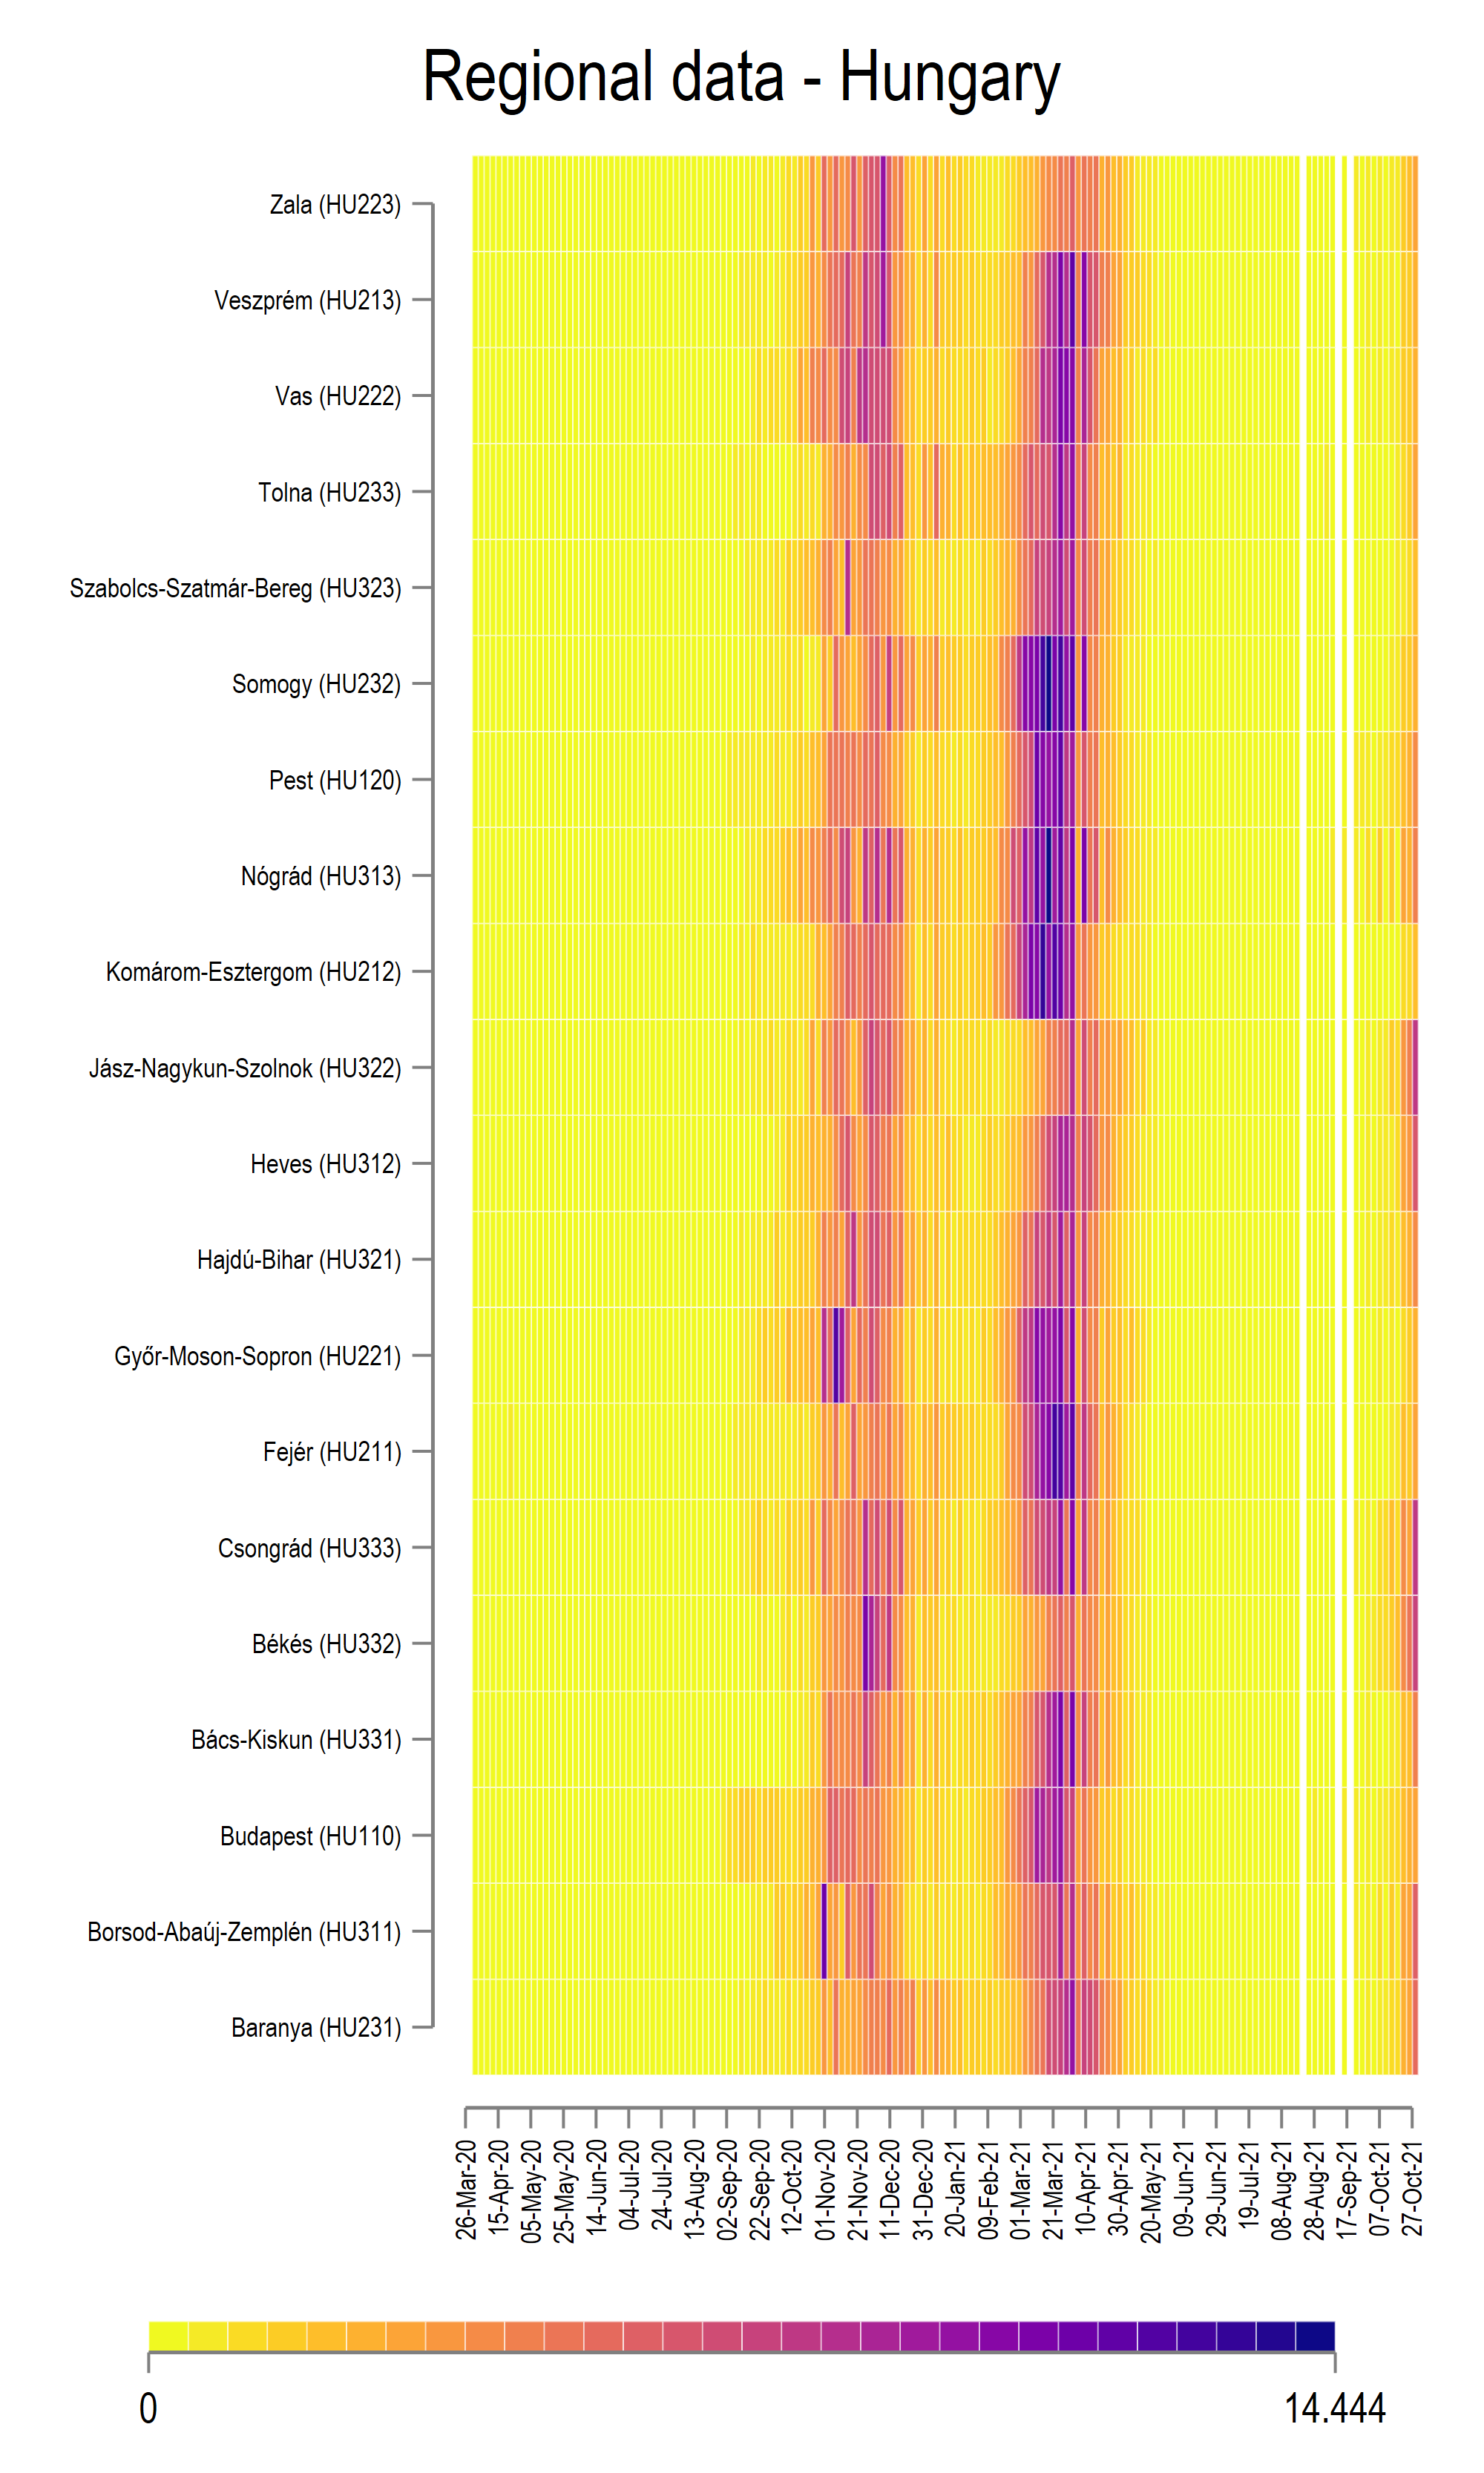 Regional data - Hungary
Zala (HU223)
Veszprém (HU213)
Vas (HU222)
Tolna (HU233)
Szabolcs-Szatmár-Bereg (HU323)
Somogy (HU232)
Pest (HU120)
Nógrád (HU313)
Komárom-Esztergom (HU212)
Jász-Nagykun-Szolnok (HU322)
Heves (HU312)
Hajdú-Bihar (HU321)
Győr-Moson-Sopron (HU221)
Fejér (HU211)
Csongrád (HU333)
Békés (HU332)
Bács-Kiskun (HU331)
Budapest (HU110)
Borsod-Abaúj-Zemplén (HU311)
Baranya (HU231)
26-Mar-20
15-Apr-20
05-May-20
25-May-20
14-Jun-20
04-Jul-20
24-Jul-20
13-Aug-20
02-Sep-20
22-Sep-20
12-Oct-20
01-Nov-20
21-Nov-20
11-Dec-20
31-Dec-20
20-Jan-21
09-Feb-21
01-Mar-21
21-Mar-21
10-Apr-21
30-Apr-21
20-May-21
09-Jun-21
29-Jun-21
19-Jul-21
08-Aug-21
28-Aug-21
17-Sep-21
07-Oct-21
27-Oct-21
0
14.444